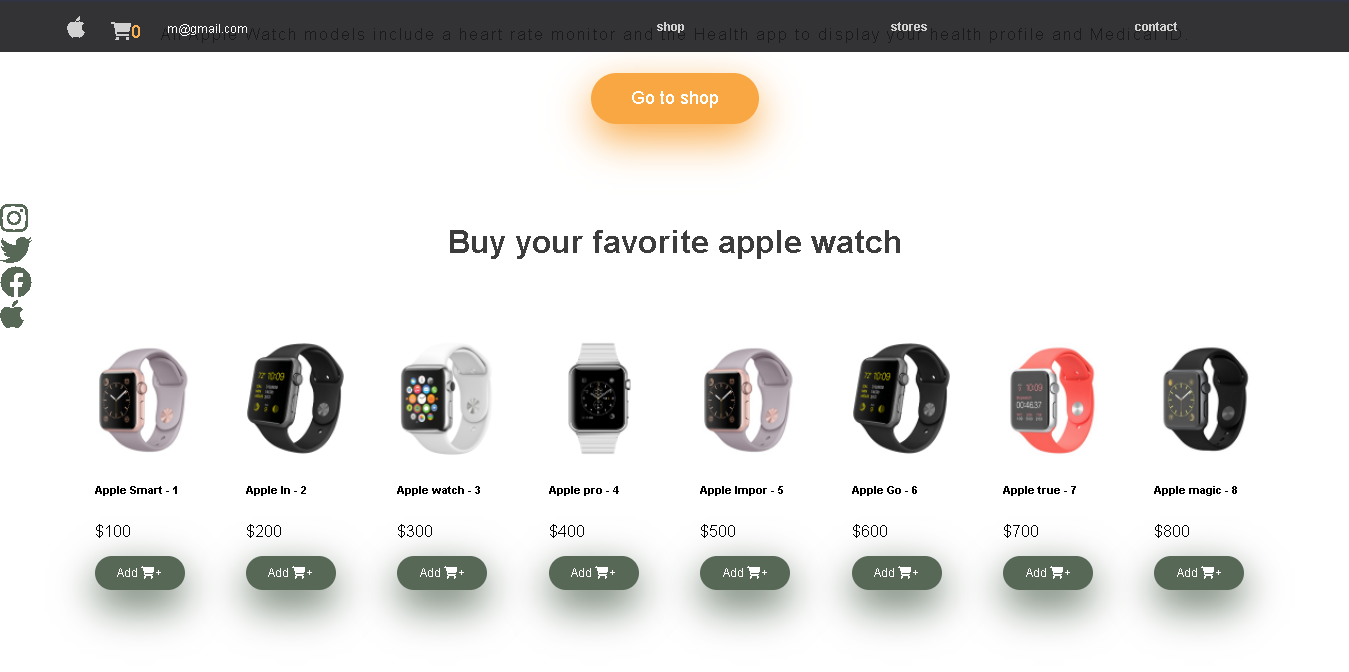 0 m@gmail.com shop stores contact
An Apple Watch models include a heart rate monitor and the Health app to display your health profile and Medical ID.
Go to shop
Buy your favorite apple watch
Apple Smart - 1 Apple In - 2 Apple watch - 3 Apple pro - 4 Apple Impor - 5 Apple Go - 6 Apple true - 7 Apple magic - 8
$100 $200 $300 $400 $500 $600 $700 $800
Add + Add + Add + Add + Add + Add + Add + Add +